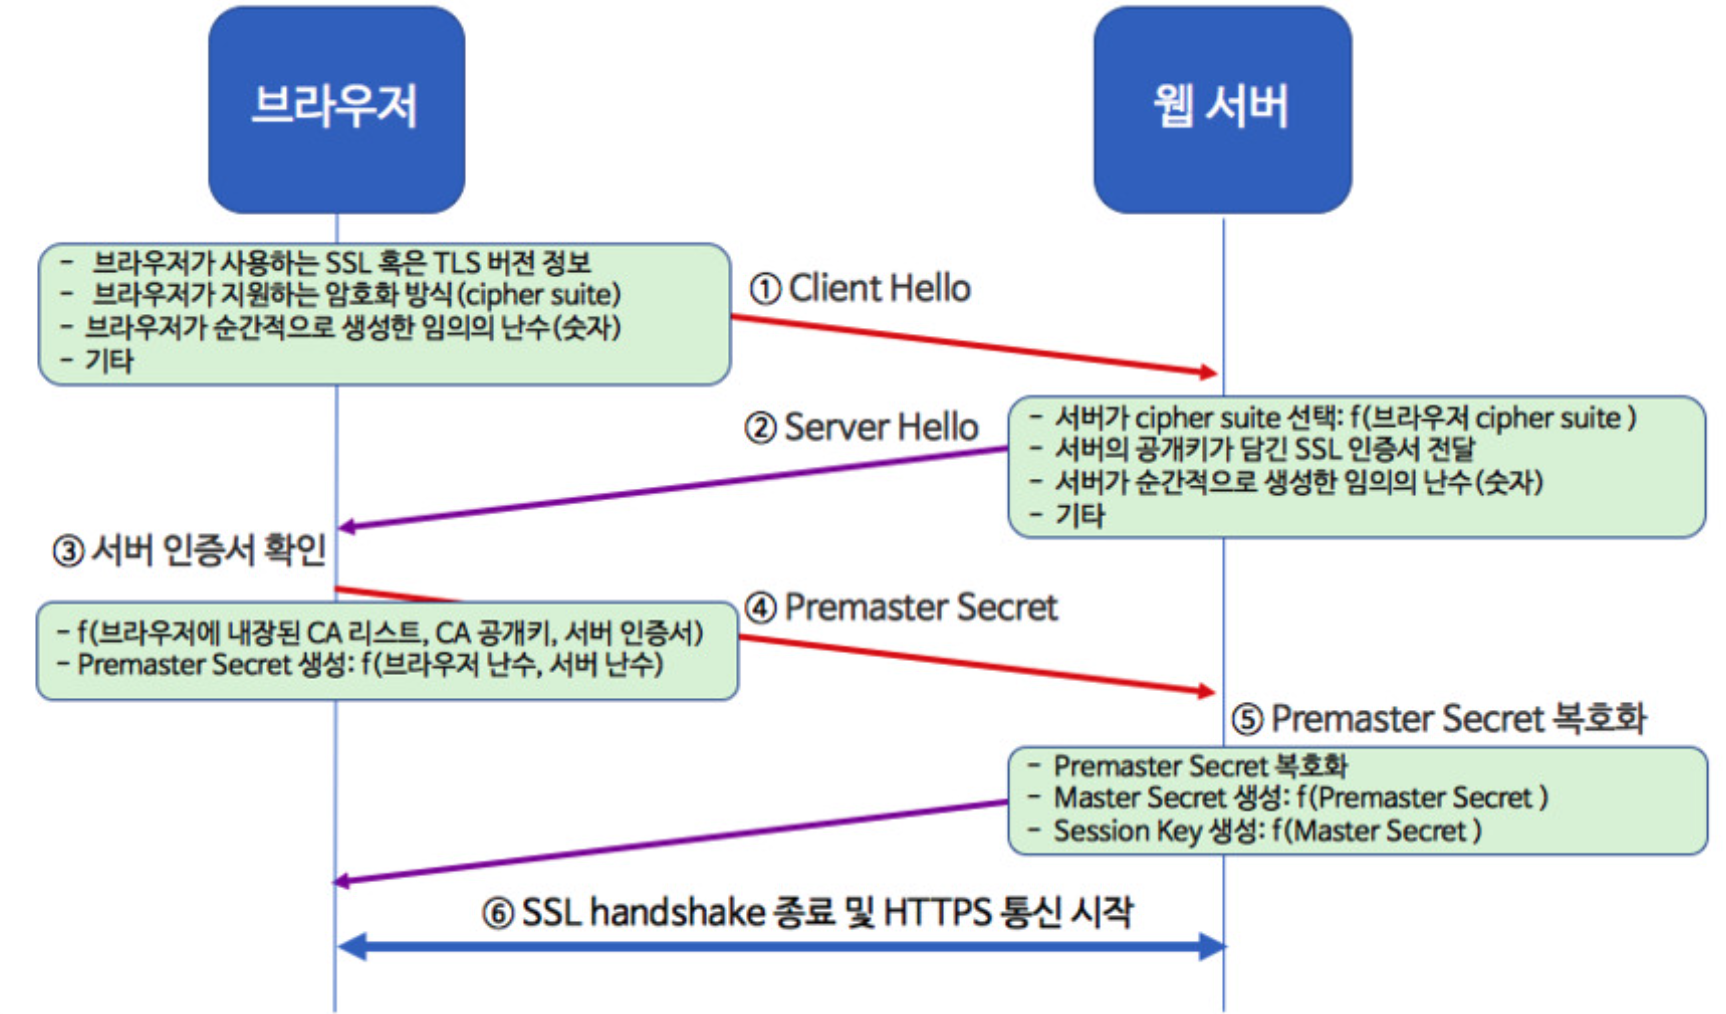 브라우저
웹 서버
- 브라우저가 사용하는 SSL 혹은 TLS 버전 정보
- 브라우저가 지원하는 암호화 방식(cipher suite)
- 브라우저가 순간적으로 생성한 임의의 난수(숫자)
- 기타
① Client Hello
② Server Hello
- 서버가 cipher suite 선택: f(브라우저 cipher suite )
- 서버의 공개키가 담긴 SSL 인증서 전달
- 서버가 순간적으로 생성한 임의의 난수(숫자)
- 기타
③ 서버 인증서 확인
- f(브라우저에 내장된 CA 리스트, CA 공개키, 서버 인증서)
- Premaster Secret 생성: f(브라우저 난수, 서버 난수)
④ Premaster Secret
⑤ Premaster Secret 복호화
- Premaster Secret 복호화
- Master Secret 생성: f(Premaster Secret )
- Session Key 생성: f(Master Secret )
⑥ SSL handshake 종료 및 HTTPS 통신 시작